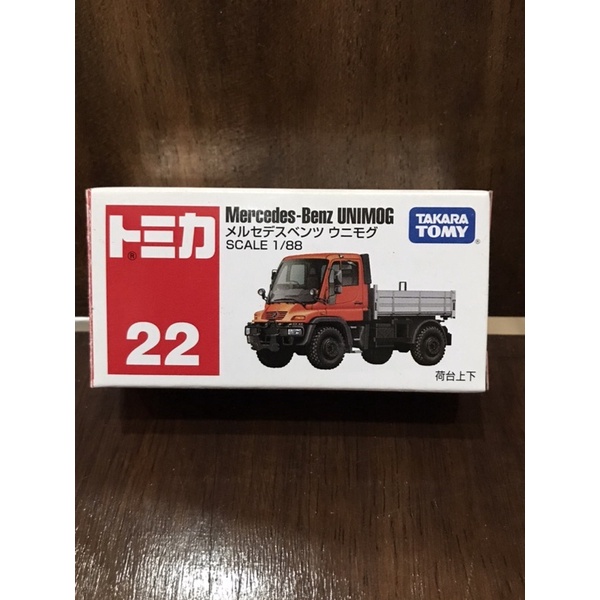 トミカ®
22
Mercedes-Benz UNIMOG
メルセデスベンツ ウニモグ
SCALE 1/88
TAKARA
TOMY®
荷台上下